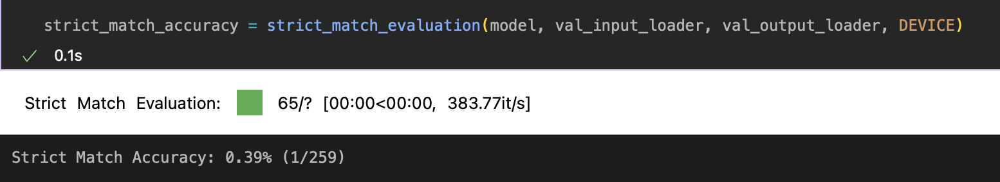 strict_match_accuracy = strict_match_evaluation(model, val_input_loader, val_output_loader, DEVICE)
✓ 0.1s
Strict Match Evaluation: 65/? [00:00<00:00, 383.77it/s]
Strict Match Accuracy: 0.39% (1/259)